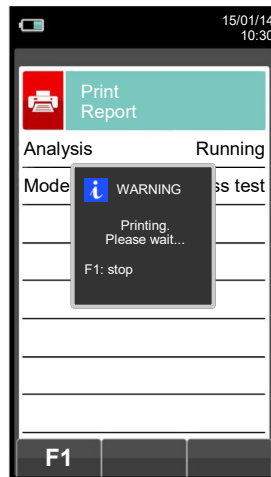 15/01/14
10:30
Print
Report
Analysis Running
Mode ss test
WARNING
Printing.
Please wait...
F1: stop
F1